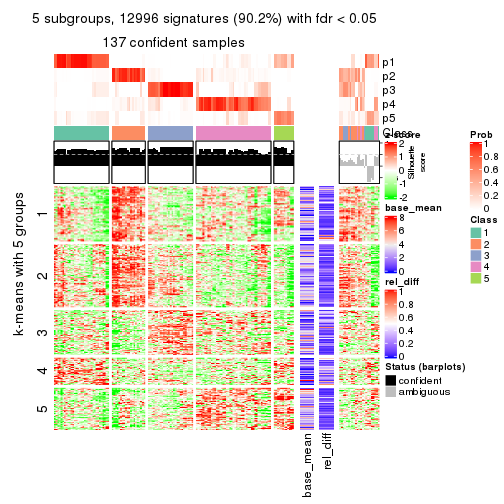 5 subgroups, 12996 signatures (90.2%) with fdr < 0.05
137 confident samples
p1
p2
p3
p4
p5
Class
z-score
2
1
0
-1
-2
Silhouette
score
k-means with 5 groups
1
2
3
4
5
base_mean
rel_diff
base_mean
8
6
4
2
0
rel_diff
1
0.8
0.6
0.4
0.2
0
Prob
1
0.8
0.6
0.4
0.2
0
Class
1
2
3
4
5
Status (barplots)
confident
ambiguous